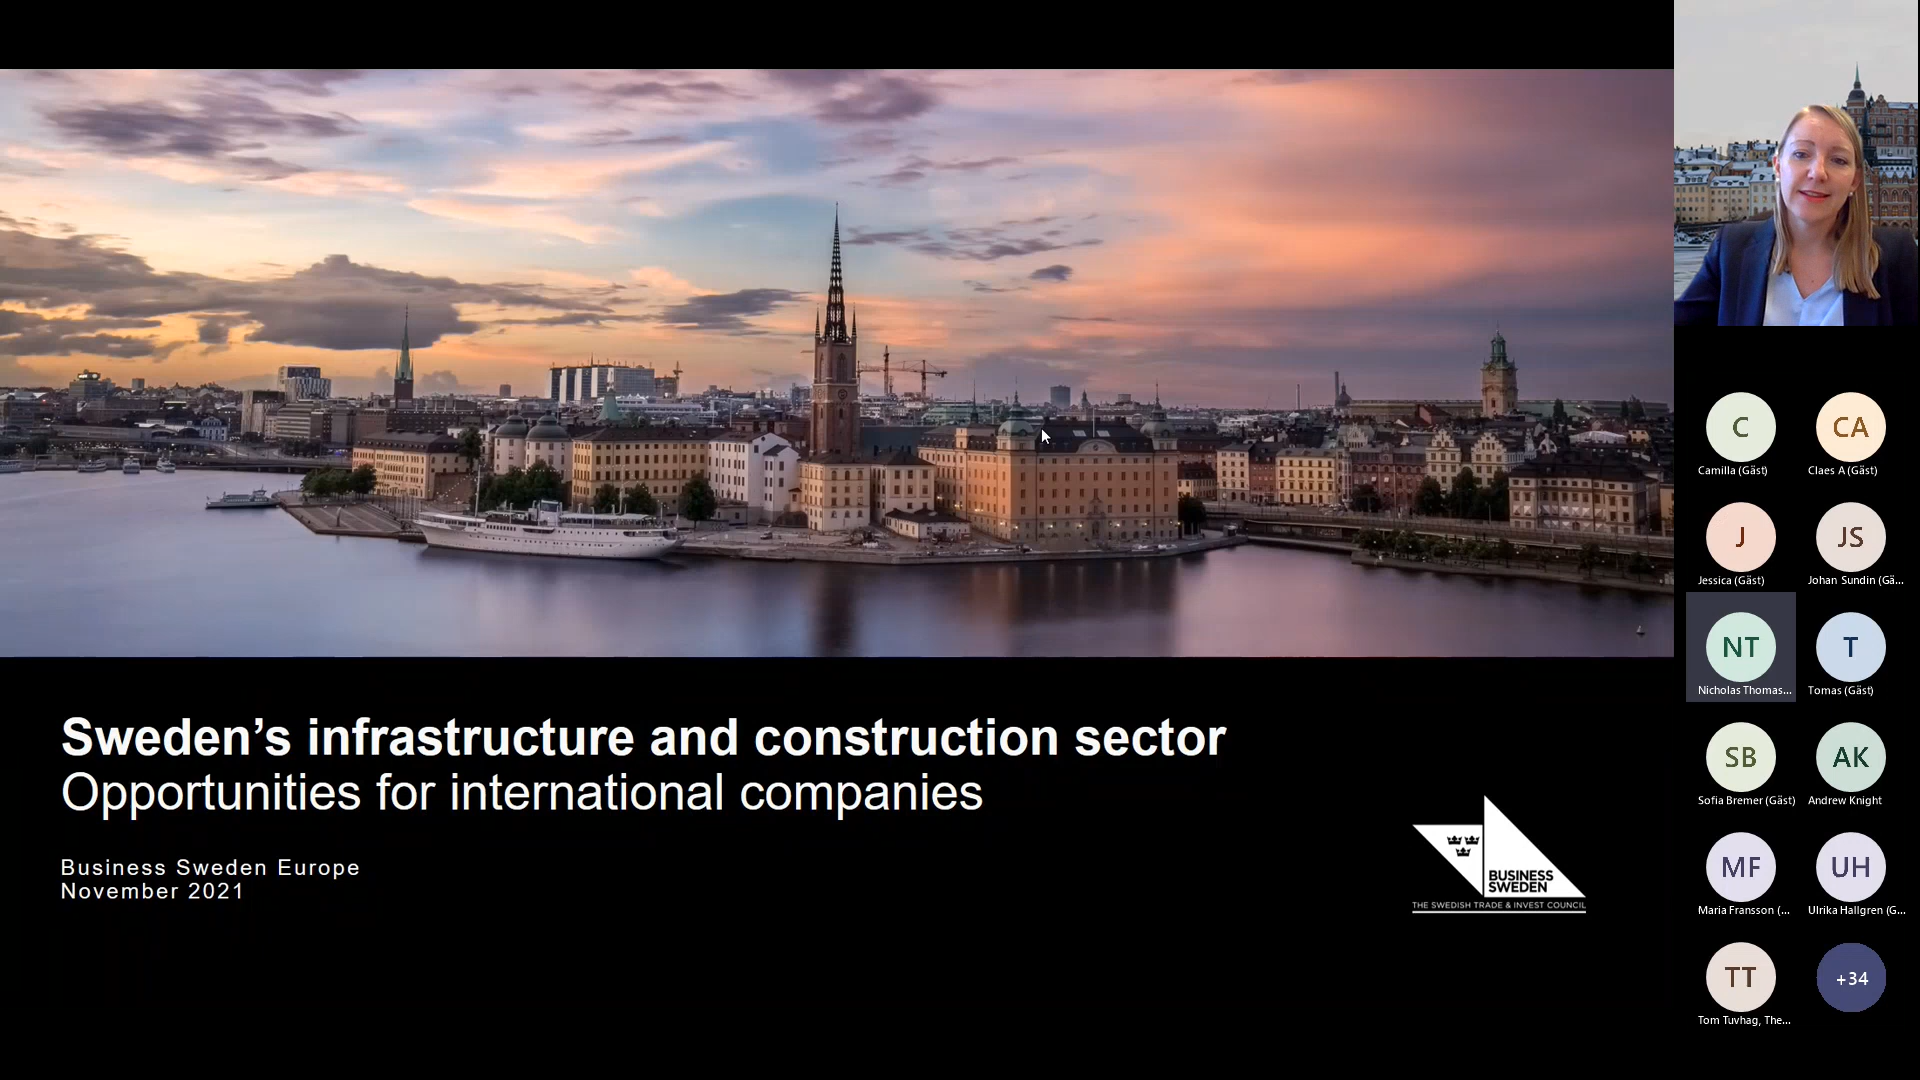 Sweden’s infrastructure and construction sector
Opportunities for international companies
Business Sweden Europe
November 2021
BUSINESS
SWEDEN
THE SWEDISH TRADE & INVEST COUNCIL
C
CA
Camilla (Gäst)
Claes A (Gäst)
J
JS
Jessica (Gäst)
Johan Sundin (Gä...
NT
T
Nicholas Thomas...
Tomas (Gäst)
SB
AK
Sofia Bremer (Gäst)
Andrew Knight
MF
UH
Maria Fransson (...
Ulrika Hallgren (G...
TT
+34
Tom Tuvhag, The...